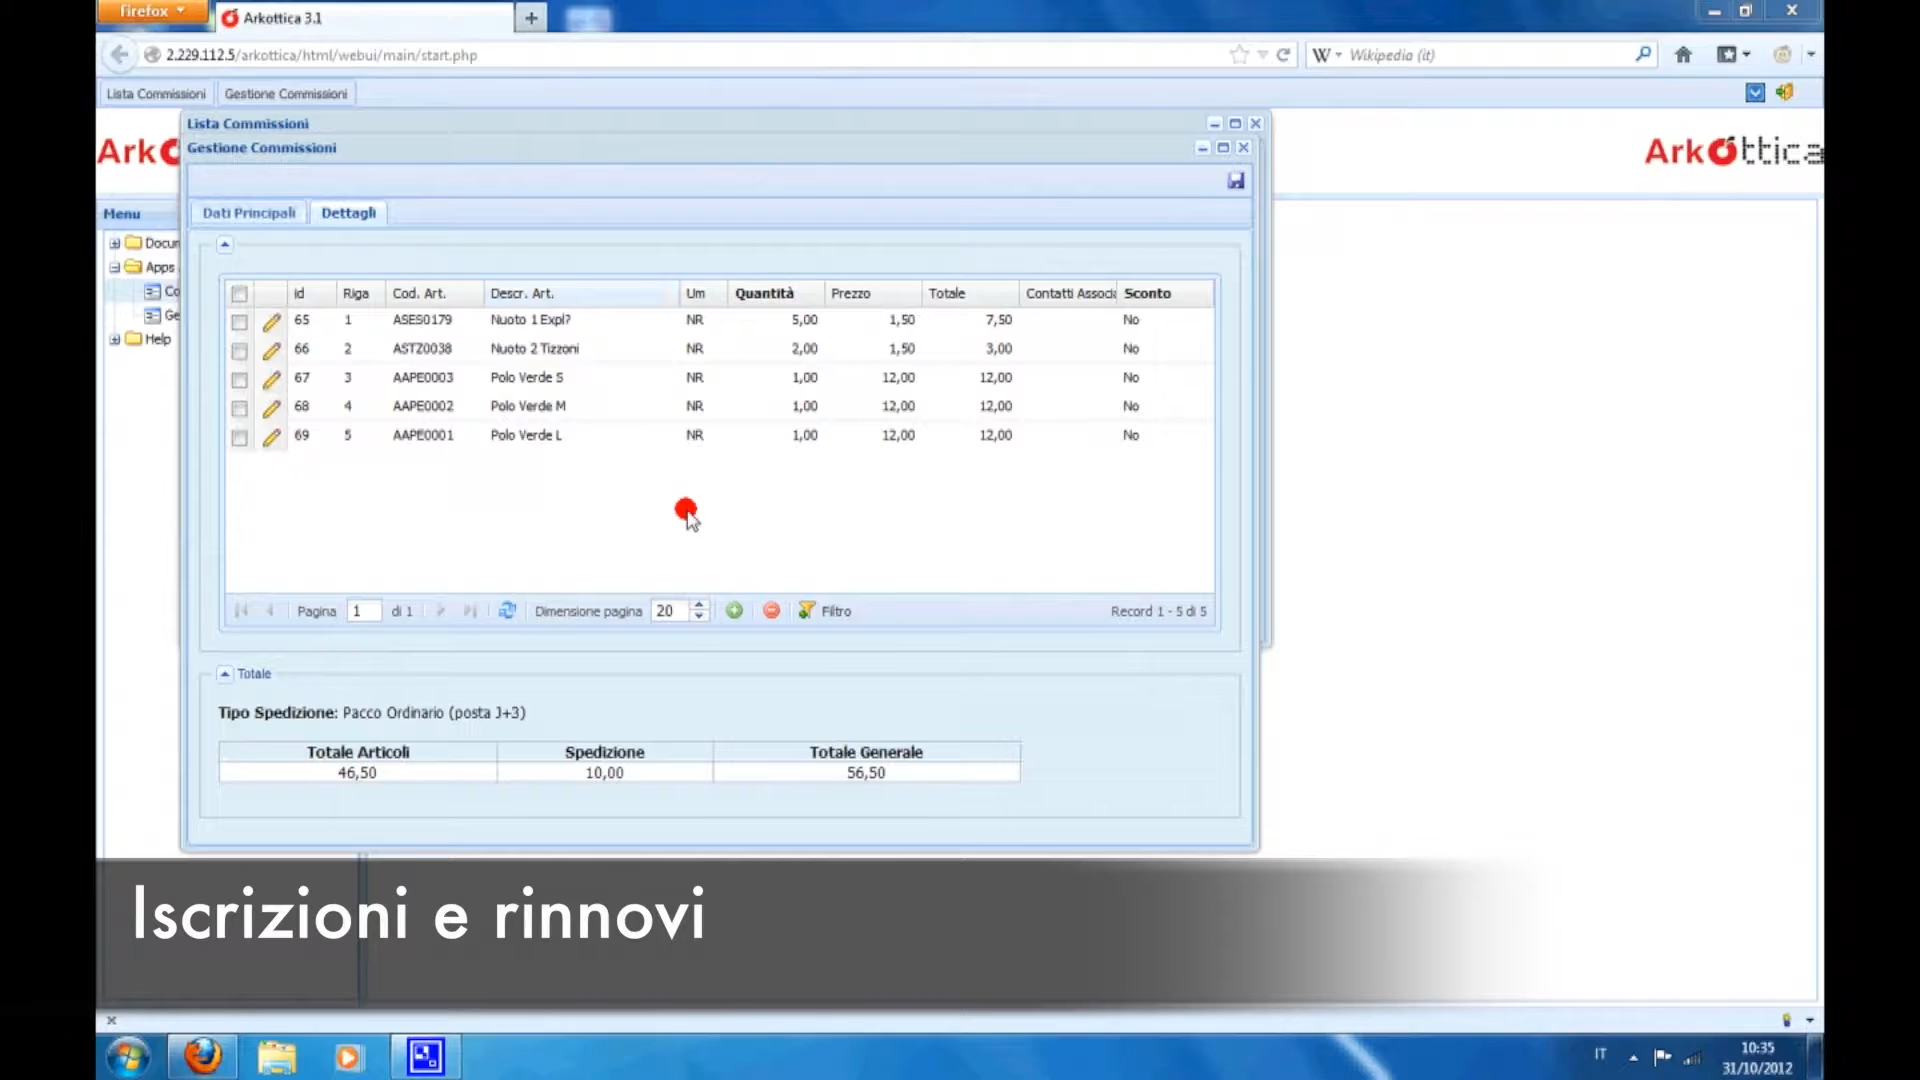 Firefox
Arkottica 3.1
2.229.112.5/arkottica/html/webui/main/start.php
Wikipedia (it)
Lista Commissioni
Gestione Commissioni
Lista Commissioni
Gestione Commissioni
Arkottica
Menu
Docum
Apps
Co
Ge
Help
Dati Principali
Dettagli
id Riga Cod. Art. Descr. Art. Um Quantità Prezzo Totale Contatti Associa Sconto
65 1 ASES0179 Nuoto 1 Expl? NR 5,00 1,50 7,50 No
66 2 ASTZ0038 Nuoto 2 Tizzoni NR 2,00 1,50 3,00 No
67 3 AAPE0003 Polo Verde S NR 1,00 12,00 12,00 No
68 4 AAPE0002 Polo Verde M NR 1,00 12,00 12,00 No
69 5 AAPE0001 Polo Verde L NR 1,00 12,00 12,00 No
Pagina 1 di 1 Dimensione pagina 20 Filtro Record 1 - 5 di 5
Totale
Tipo Spedizione: Pacco Ordinario (posta J+3)
Totale Articoli Spedizione Totale Generale
46,50 10,00 56,50
Iscrizioni e rinnovi
IT
10:35
31/10/2012